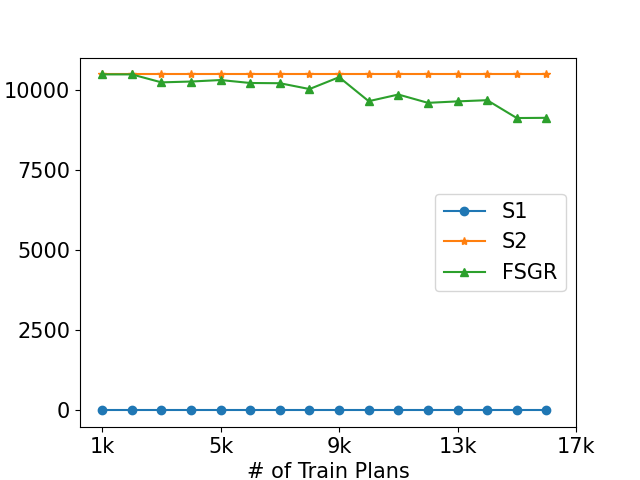 10000
7500
5000
2500
0
S1
S2
FSGR
1k 5k 9k 13k 17k
# of Train Plans